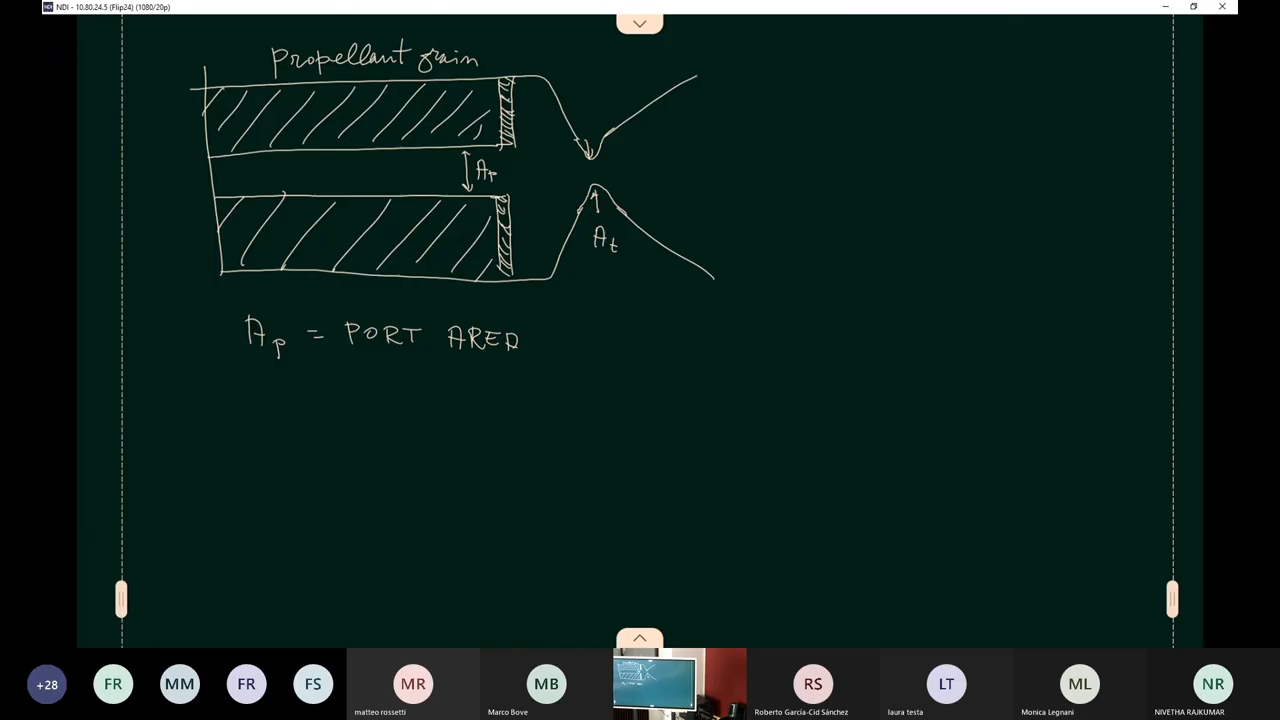 NDI - 10.80.24.5 (Flip24) (1080/20p)
propellant grain
Ap
At
Ap = PORT AREA
+28
FR
MM
FR
FS
MR
MB
RS
LT
ML
NR
matteo rossetti
Marco Bove
Roberto García-Cid Sánchez
laura testa
Monica Legnani
NIVETHA RAJKUMAR